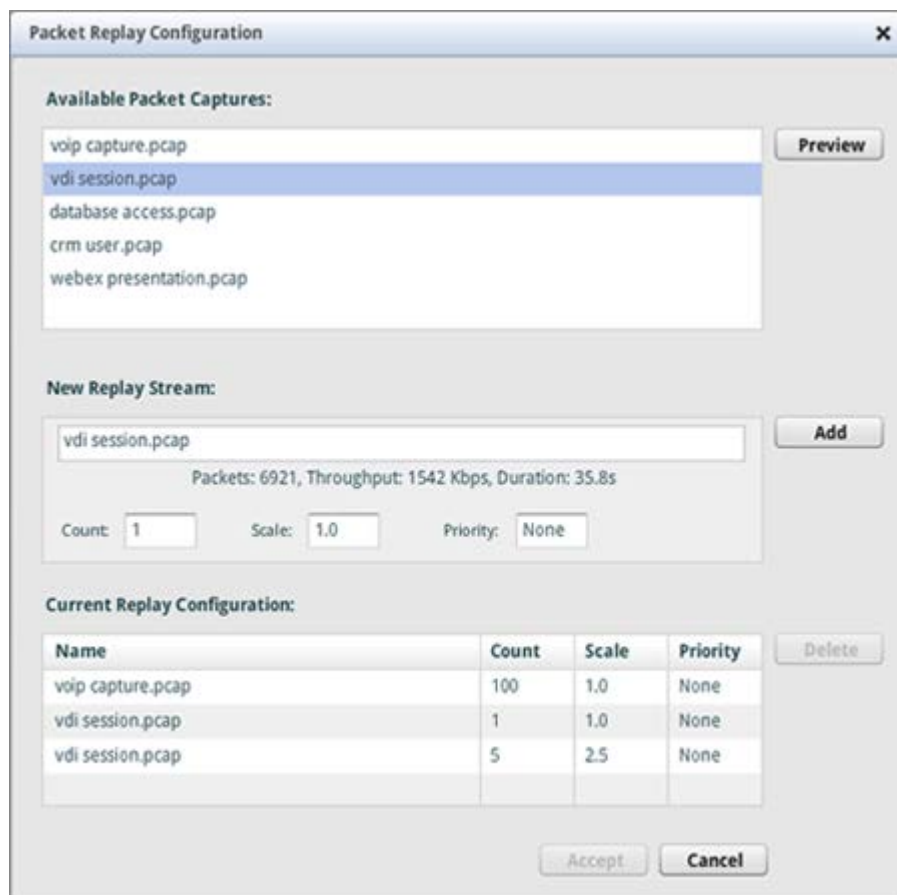 Packet Replay Configuration
Available Packet Captures:
voip capture.pcap
Preview
vdi session.pcap
database access.pcap
crm user.pcap
webex presentation.pcap
New Replay Stream:
vdi session.pcap
Add
Packets: 6921, Throughput: 1542 Kbps, Duration: 35.8s
Count: 1 Scale: 1.0 Priority: None
Current Replay Configuration:
Name Count Scale Priority
Delete
voip capture.pcap 100 1.0 None
vdi session.pcap 1 1.0 None
vdi session.pcap 5 2.5 None
Accept Cancel